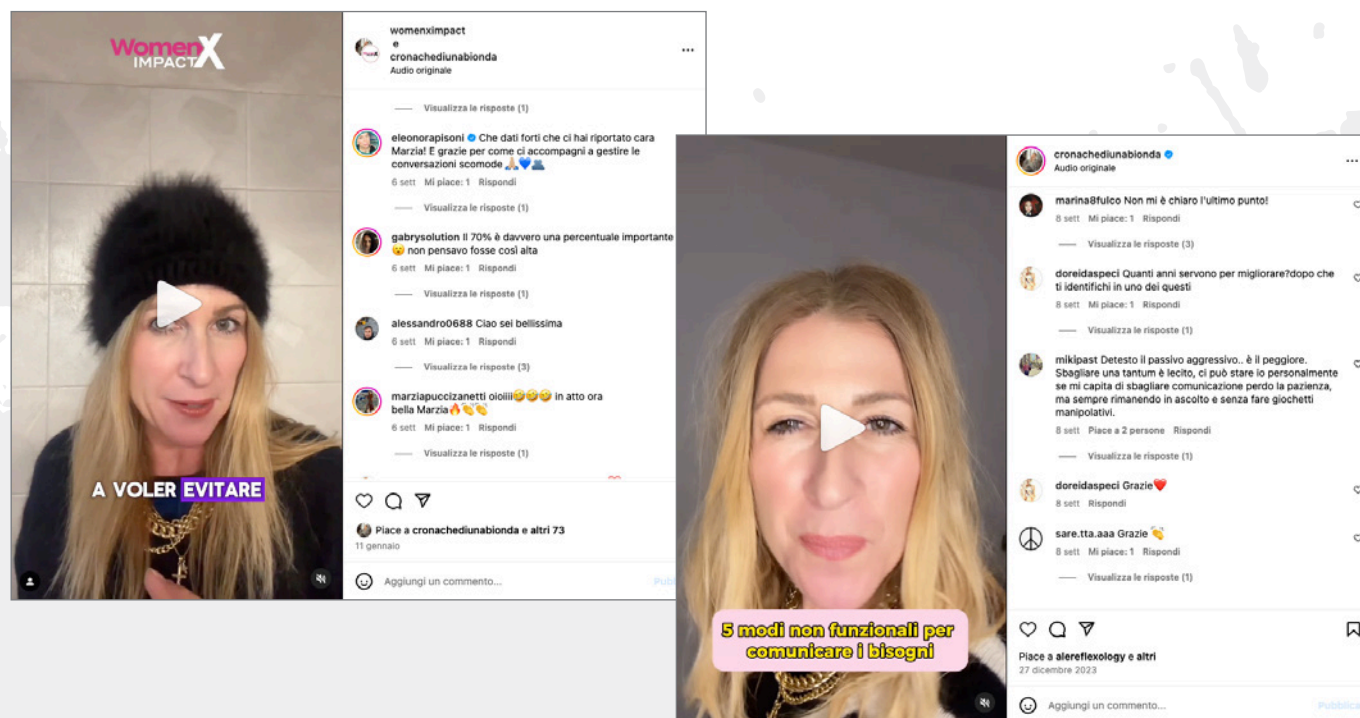 WomenX
IMPACT
A VOLER EVITARE
womenximpact
e
cronachediunabionda
Audio originale
Visualizza le risposte (1)
eleonorapisoni Che dati forti che ci hai riportato cara
Marzia! E grazie per come ci accompagni a gestire le
conversazioni scomode 🙏🏼💙🫂
6 sett Mi piace: 1 Rispondi
Visualizza le risposte (1)
gabrysolution Il 70% è davvero una percentuale importante
😮 non pensavo fosse così alta
6 sett Mi piace: 1 Rispondi
Visualizza le risposte (1)
alessandro0688 Ciao sei bellissima
6 sett Mi piace: 1 Rispondi
Visualizza le risposte (3)
marziapuccizanetti oioiiii🤣🤣🤣 in atto ora
bella Marzia🔥👏👏
6 sett Mi piace: 1 Rispondi
Visualizza le risposte (1)
Piace a cronachediunabionda e altri 73
11 gennaio
Aggiungi un commento...
Pub
5 modi non funzionali per
comunicare i bisogni
cronachediunabionda
Audio originale
marina8fulco Non mi è chiaro l'ultimo punto!
8 sett Mi piace: 1 Rispondi
Visualizza le risposte (3)
doreidaspeci Quanti anni servono per migliorare?dopo che
ti identifichi in uno dei questi
8 sett Mi piace: 1 Rispondi
Visualizza le risposte (1)
mikipast Detesto il passivo aggressivo.. è il peggiore.
Sbagliare una tantum è lecito, ci può stare io personalmente
se mi capita di sbagliare comunicazione perdo la pazienza,
ma sempre rimanendo in ascolto e senza fare giochetti
manipolativi.
8 sett Piace a 2 persone Rispondi
Visualizza le risposte (1)
doreidaspeci Grazie❤️
8 sett Rispondi
sare.tta.aaa Grazie 👏
8 sett Mi piace: 1 Rispondi
Visualizza le risposte (1)
Piace a alereflexology e altri
27 dicembre 2023
Aggiungi un commento...
Pubblica